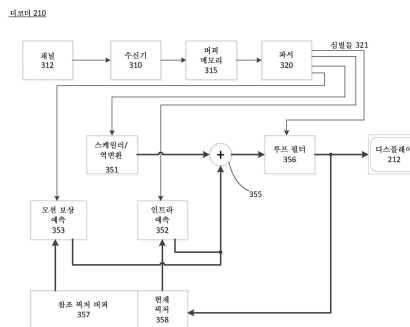 디코더 210
심벌들 321
채널
312
수신기
310
버퍼
메모리
315
파서
320
스케일러/
역변환
351
+
355
루프 필터
356
디스플레이
212
모션 보상
예측
353
인트라
예측
352
참조 픽처 버퍼
357
현재
픽처
358